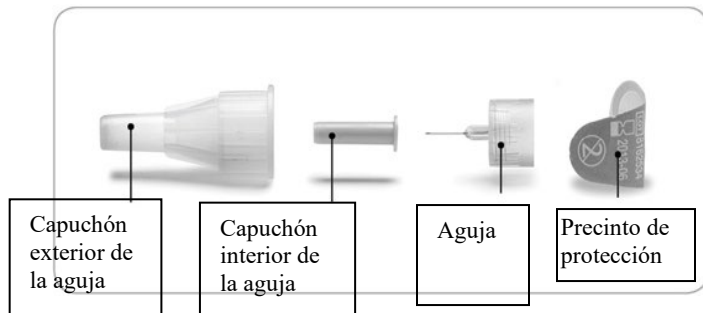 Capuchón
exterior de
la aguja
Capuchón
interior de
la aguja
Aguja
Precinto de
protección